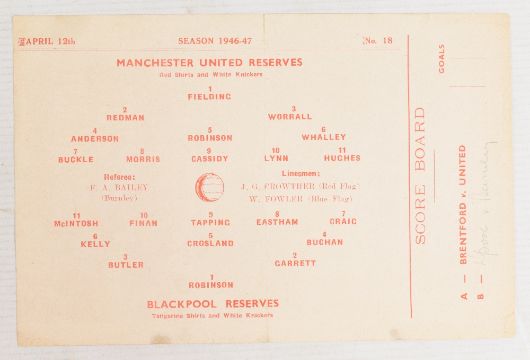 APRIL 12th SEASON 1946-47 No. 18
MANCHESTER UNITED RESERVES
Red Shirts and White Knickers
1
FIELDING
2 3
REDMAN WORRALL
4 5 6
ANDERSON ROBINSON WHALLEY
7 8 9 10 11
BUCKLE MORRIS CASSIDY LYNN HUGHES
Referee: Linesmen:
F. A. BAILEY J. G. CROWTHER (Red Flag)
(Burnley) W. FOWLER (Blue Flag)
11 10 9 8 7
McINTOSH FINAN TAPPING EASTHAM CRAIG
6 5 4
KELLY CROSLAND BUCHAN
3 2
BUTLER GARRETT
1
ROBINSON
BLACKPOOL RESERVES
Tangerine Shirts and White Knickers
SCORE BOARD
GOALS
A — BRENTFORD v. UNITED
B —